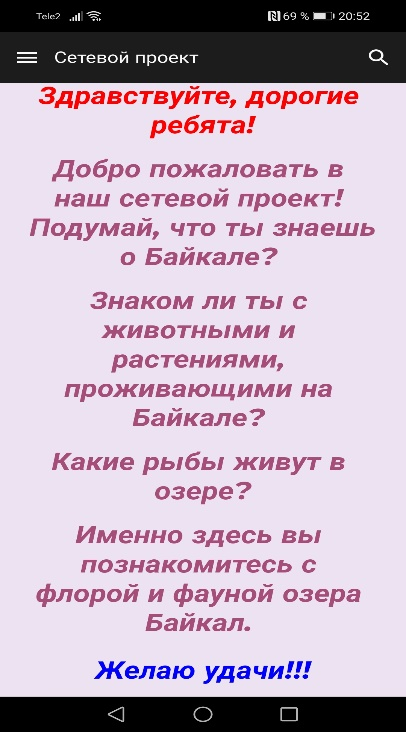 Tele2 69 % 20:52
Сетевой проект
Здравствуйте, дорогие
ребята!
Добро пожаловать в
наш сетевой проект!
Подумай, что ты знаешь
о Байкале?
Знаком ли ты с
животными и
растениями,
проживающими на
Байкале?
Какие рыбы живут в
озере?
Именно здесь вы
познакомитесь с
флорой и фауной озера
Байкал.
Желаю удачи!!!